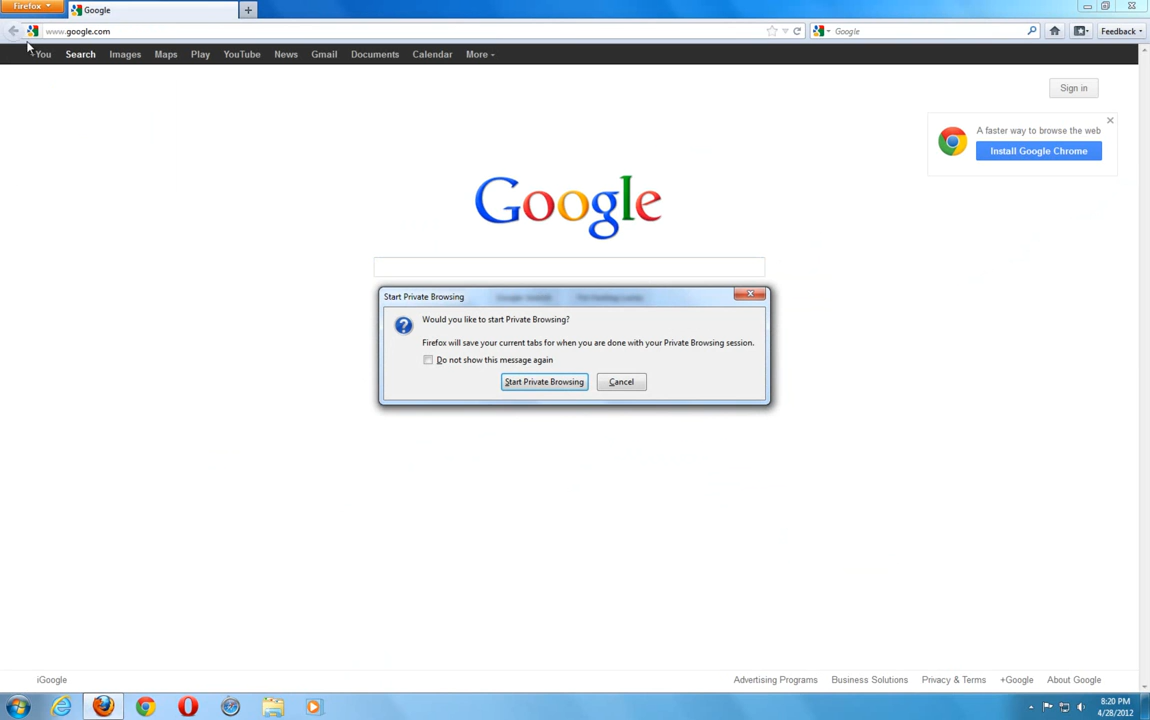 Firefox
Google
www.google.com
Google
Feedback
+You Search Images Maps Play YouTube News Gmail Documents Calendar More
Sign in
A faster way to browse the web
Install Google Chrome
Google
Start Private Browsing
Would you like to start Private Browsing?
Firefox will save your current tabs for when you are done with your Private Browsing session.
Do not show this message again
Start Private Browsing Cancel
iGoogle Advertising Programs Business Solutions Privacy & Terms +Google About Google
8:20 PM
4/28/2012